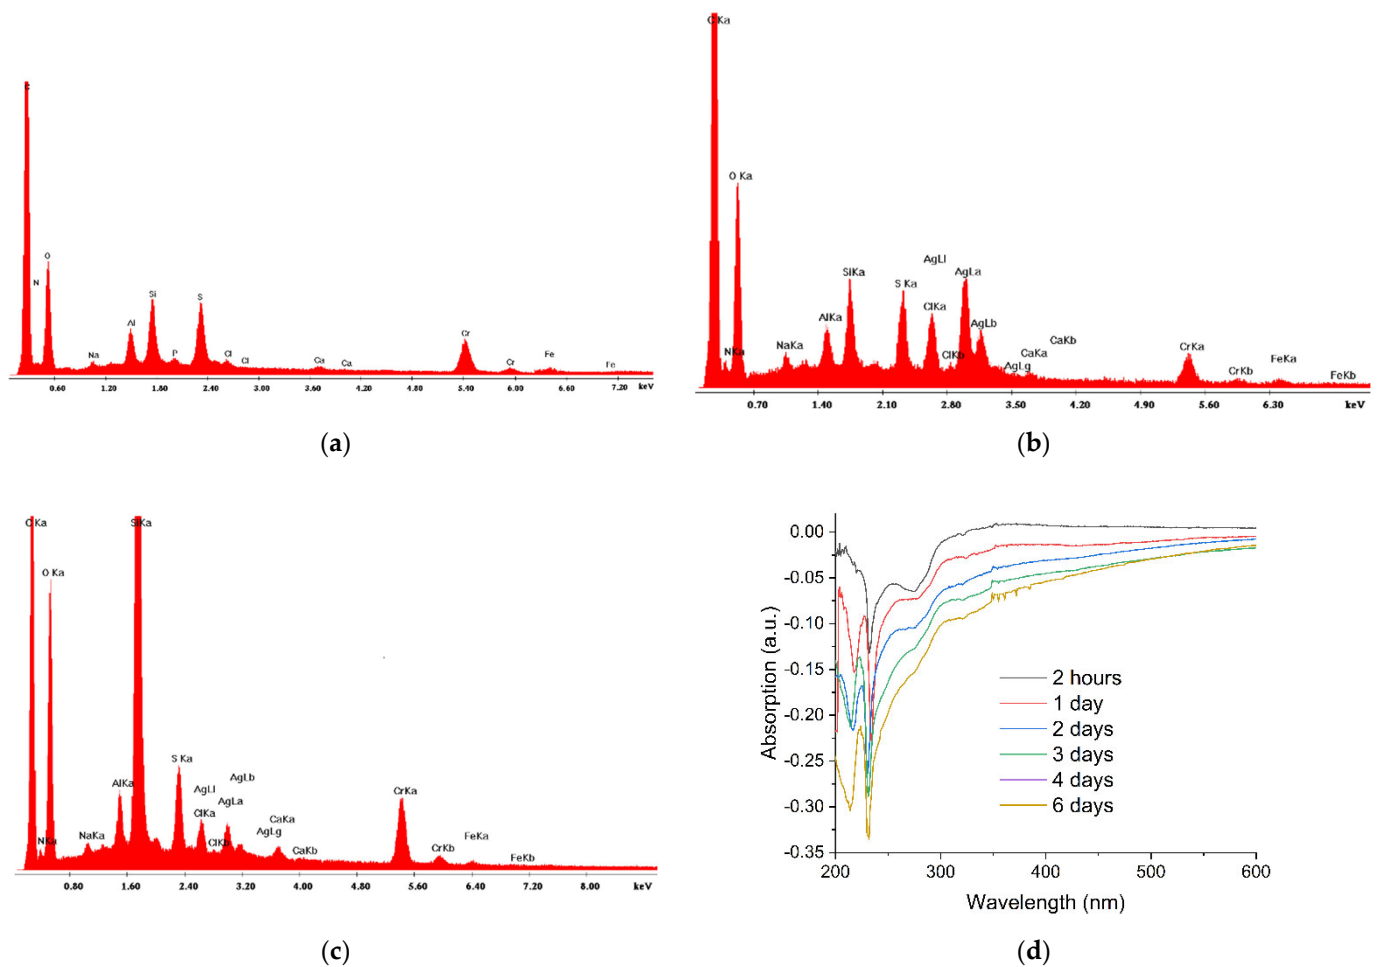 C
N
O
Na
Al
Si
P
S
Cl
Cl
Ca
Ca
Cr
Cr
Fe
Fe
0.60 1.20 1.80 2.40 3.00 3.60 4.20 4.80 5.40 6.00 6.60 7.20 keV
(a)
C Ka
O Ka
NKa
NaKa
AlKa
SiKa
S Ka
AgLl
ClKa
ClKb
AgLa
AgLb
AgLg
CaKa
CaKb
CrKa
CrKb
FeKa
FeKb
0.70 1.40 2.10 2.80 3.50 4.20 4.90 5.60 6.30 keV
(b)
C Ka
O Ka
NKa
NaKa
AlKa
SiKa
S Ka
AgLl
ClKa
ClKb
AgLb
AgLa
AgLg
CaKa
CaKb
CrKa
CrKb
FeKa
FeKb
0.80 1.60 2.40 3.20 4.00 4.80 5.60 6.40 7.20 8.00 keV
(c)
Absorption (a.u.)
0.00
-0.05
-0.10
-0.15
-0.20
-0.25
-0.30
-0.35
2 hours
1 day
2 days
3 days
4 days
6 days
200 300 400 500 600
Wavelength (nm)
(d)